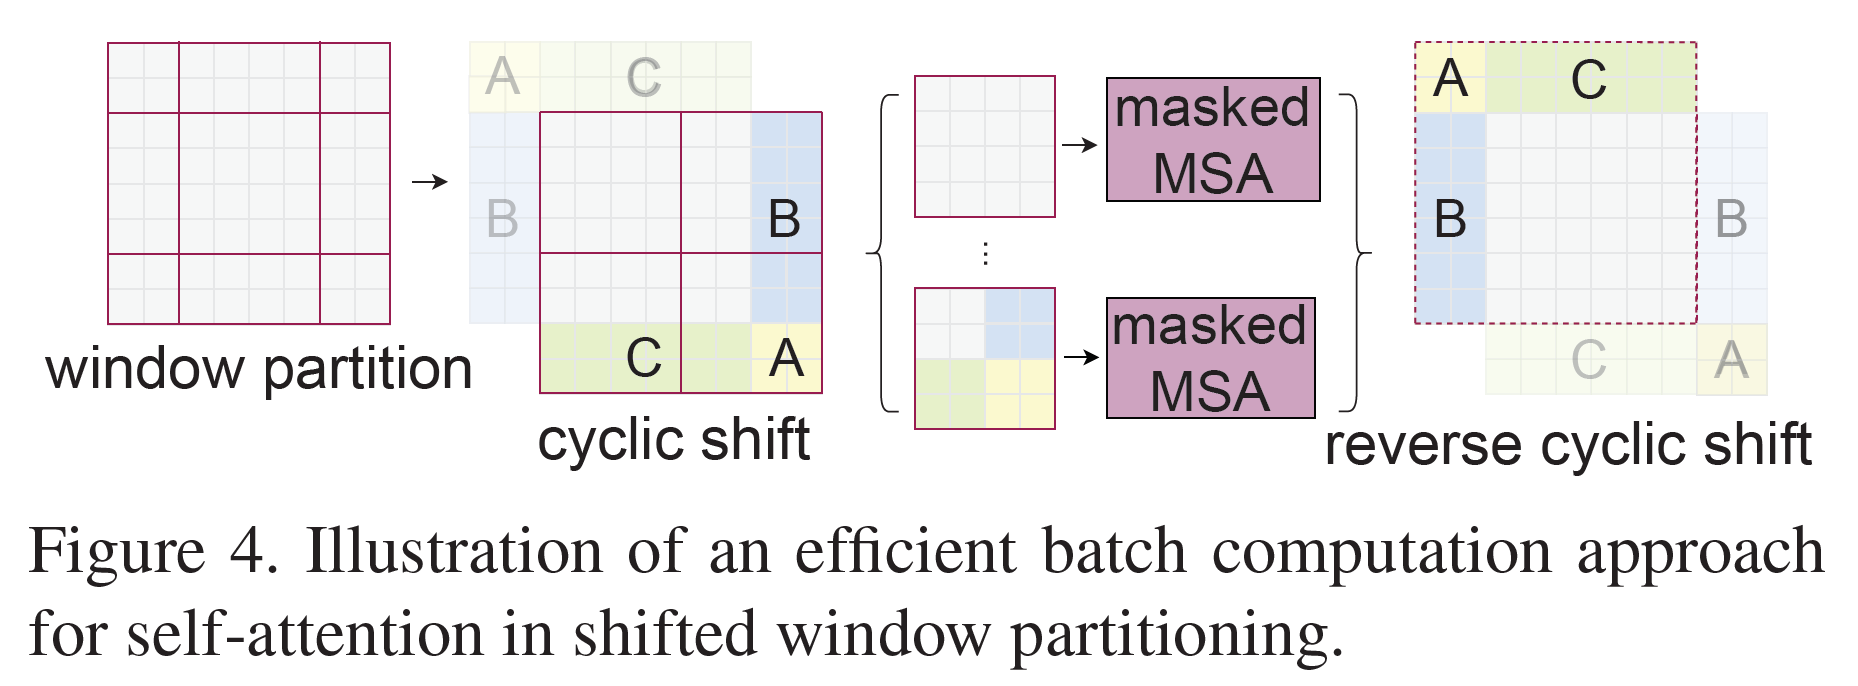 A C
B
B
C A
masked
MSA
⋮
masked
MSA
A C
B
B
C A
window partition
cyclic shift
reverse cyclic shift
Figure 4. Illustration of an efficient batch computation approach
for self-attention in shifted window partitioning.